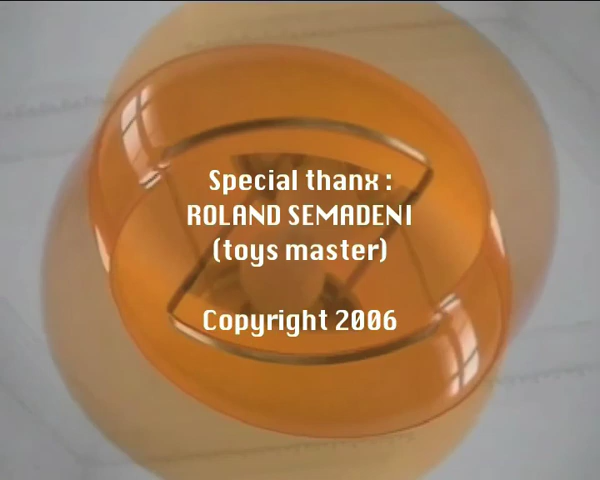 Special thanx :
ROLAND SEMADENI
(toys master)
Copyright 2006